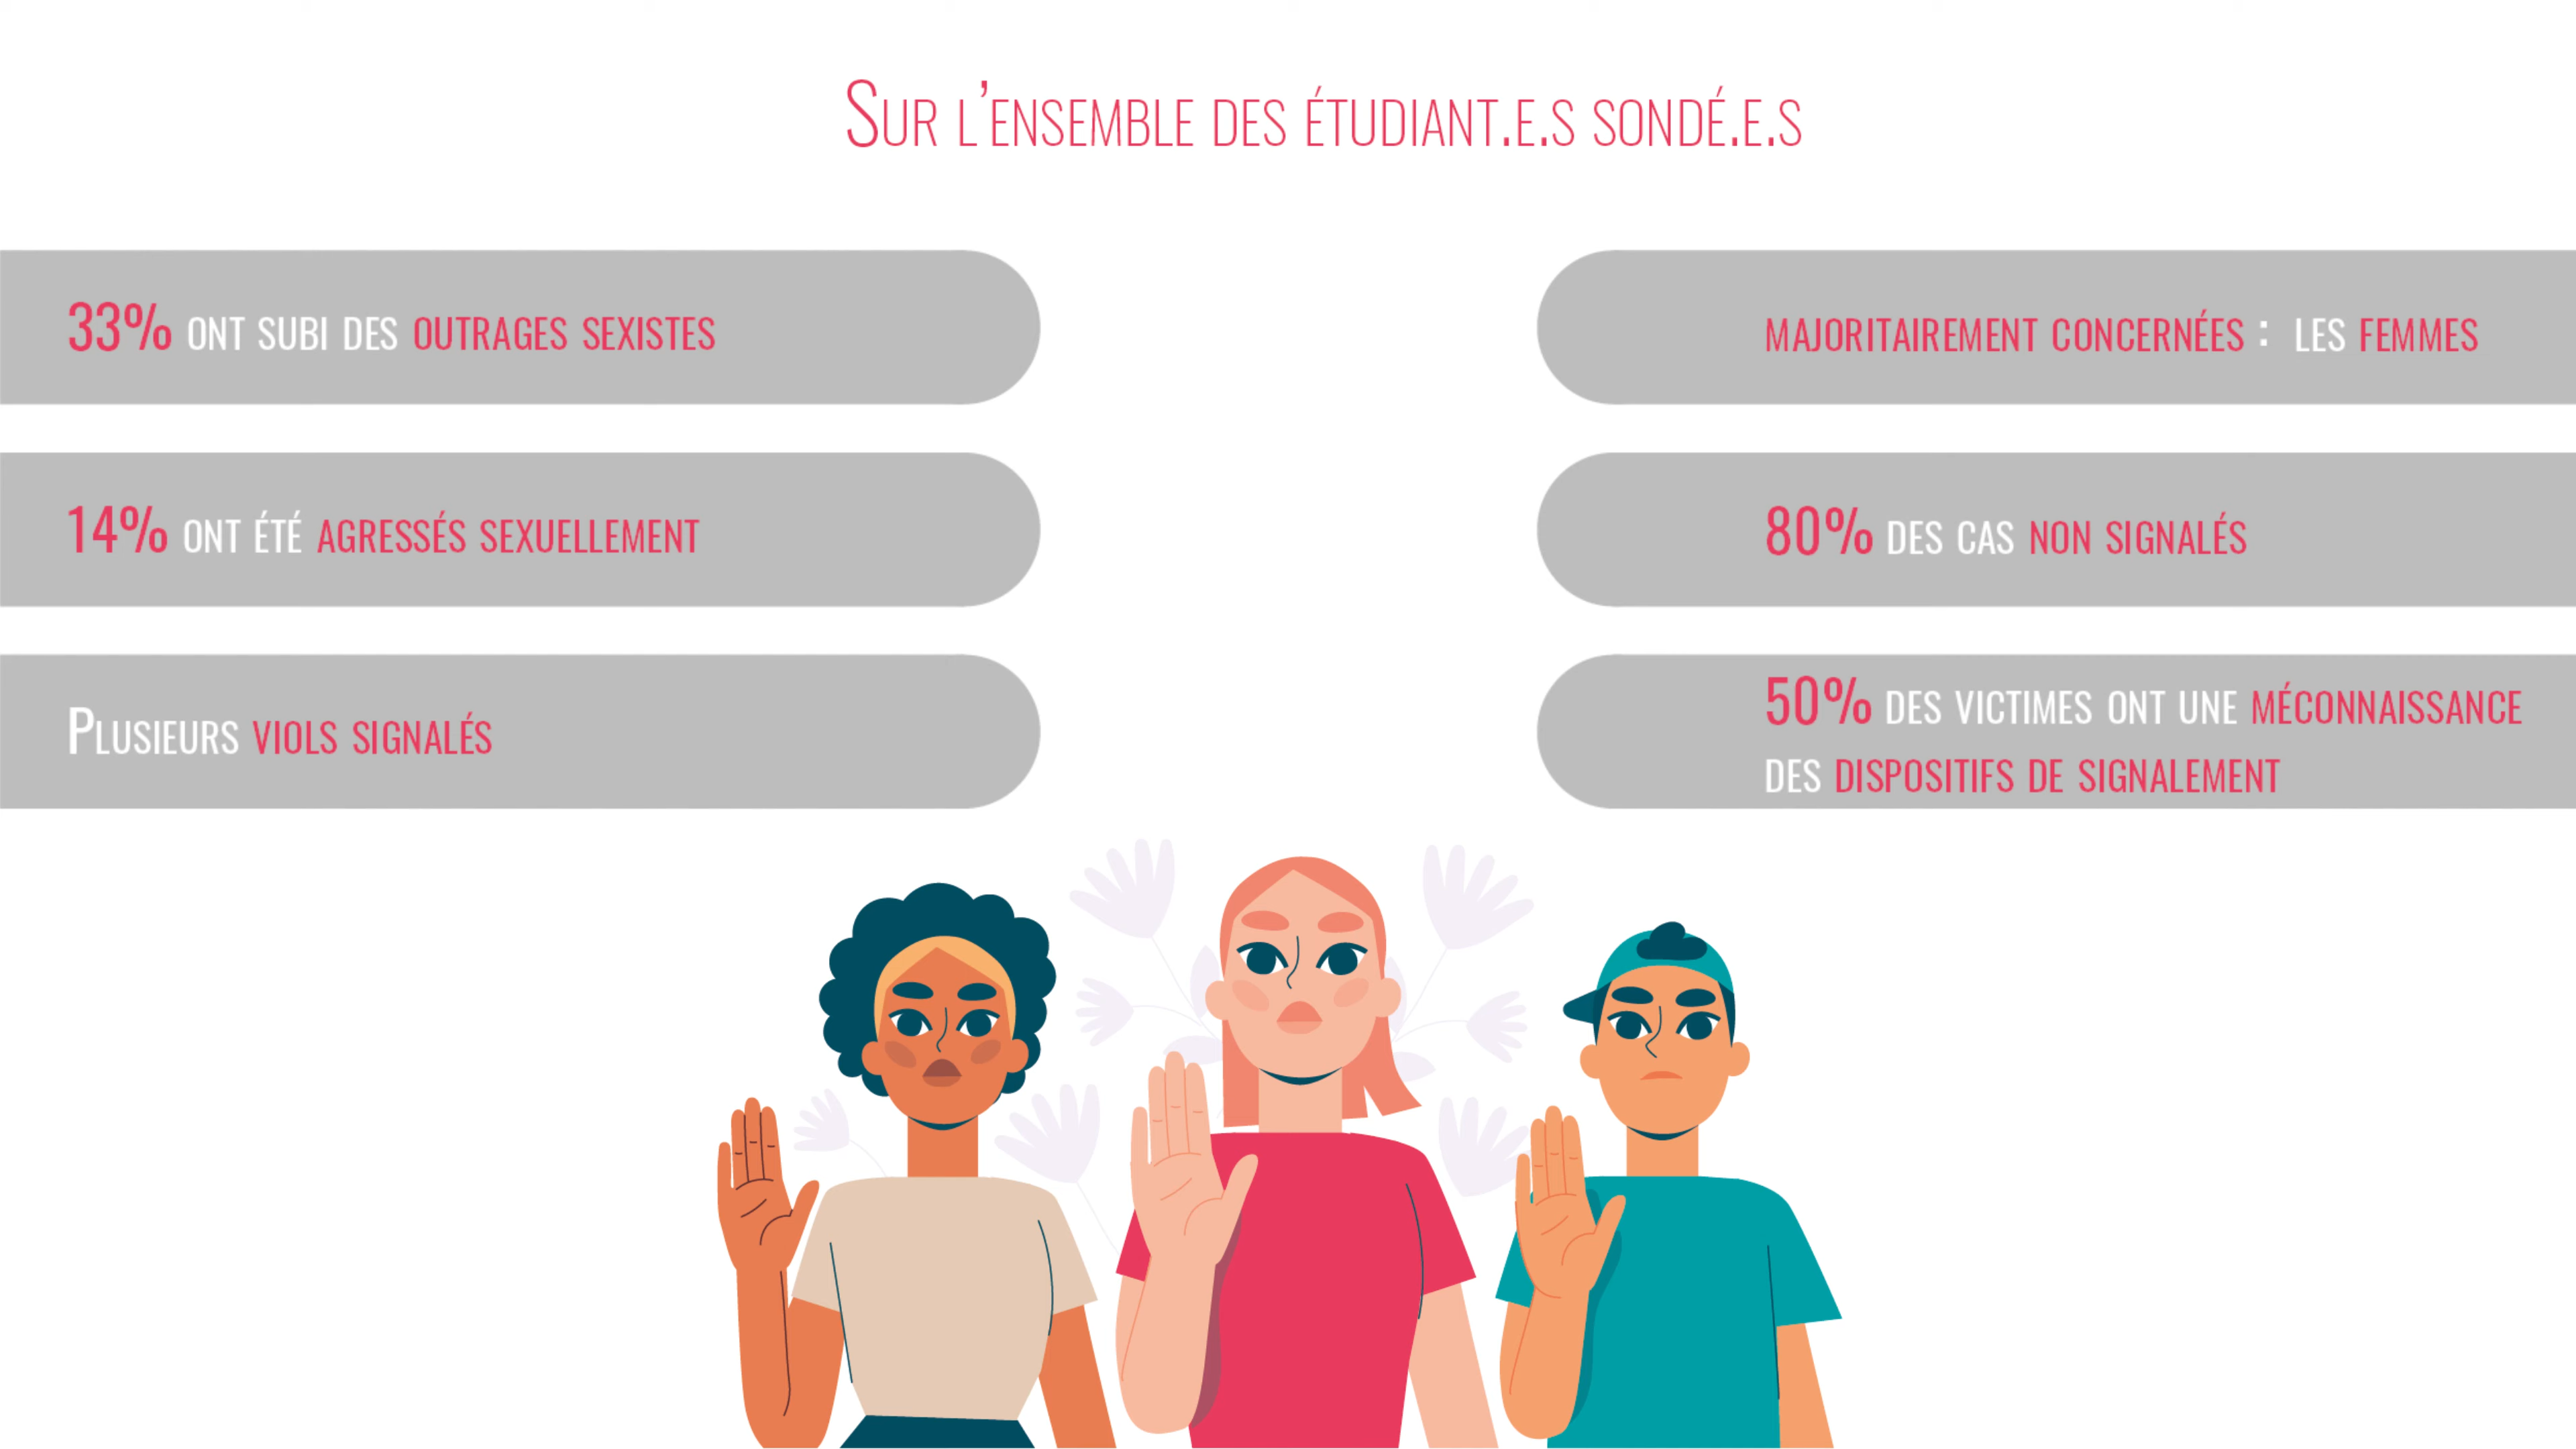 Sur l'ensemble des étudiant.e.s sondé.e.s
33% ont subi des outrages sexistes
14% ont été agressés sexuellement
Plusieurs viols signalés
majoritairement concernées : les femmes
80% des cas non signalés
50% des victimes ont une méconnaissance
des dispositifs de signalement